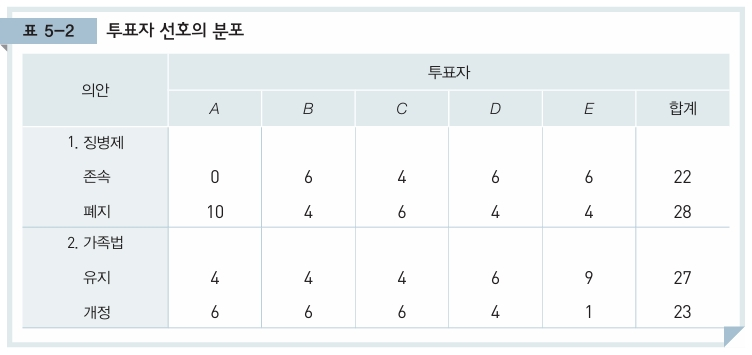 표 5-2 투표자 선호의 분포
의안 투표자
A B C D E 합계
1. 징병제
존속 0 6 4 6 6 22
폐지 10 4 6 4 4 28
2. 가족법
유지 4 4 4 6 9 27
개정 6 6 6 4 1 23